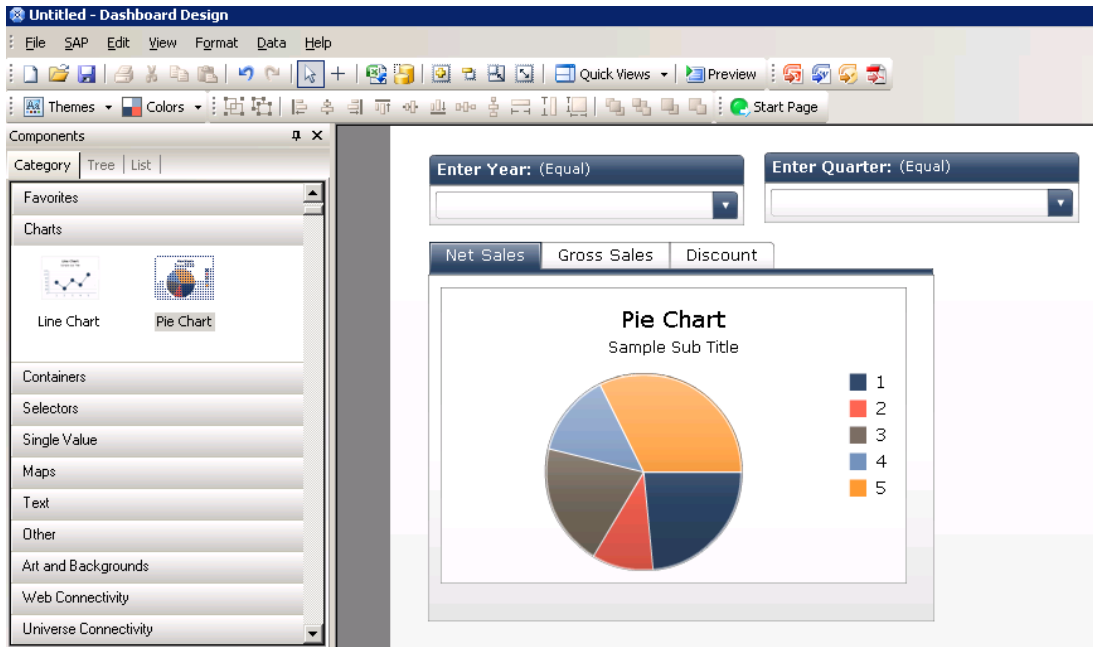 Untitled - Dashboard Design
File SAP Edit View Format Data Help
Quick Views Preview
Themes Colors Start Page
Components
Category Tree List
Favorites
Charts
Line Chart Pie Chart
Containers
Selectors
Single Value
Maps
Text
Other
Art and Backgrounds
Web Connectivity
Universe Connectivity
Enter Year: (Equal)
Enter Quarter: (Equal)
Net Sales Gross Sales Discount
Pie Chart
Sample Sub Title
1
2
3
4
5